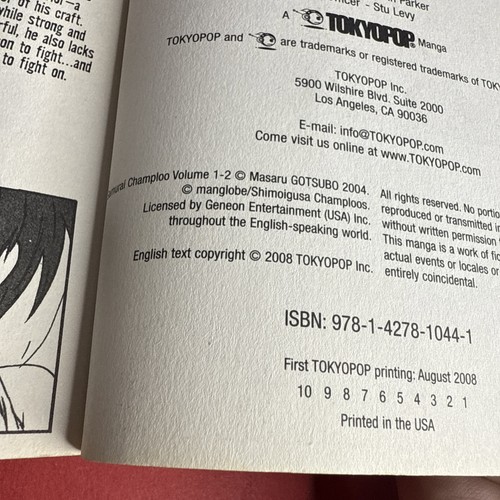 of his craft.
while strong and
he also lacks
to fight...and
to fight on.
Parker
- Stu Levy
A TOKYOPOP® Manga
TOKYOPOP and are trademarks or registered trademarks of
TOKYOPOP Inc.
5900 Wilshire Blvd. Suite 2000
Los Angeles, CA 90036
E-mail: info@TOKYOPOP.com
Come visit us online at www.TOKYOPOP.com
Champloo Volume 1-2 © Masaru GOTSUBO 2004.
© manglobe/Shimoigusa Champloos.
Licensed by Geneon Entertainment (USA) Inc.
throughout the English-speaking world.
English text copyright © 2008 TOKYOPOP Inc.
All rights reserved. No
reproduced or transmitted
without written permission
This manga is a work of
actual events or locales or
entirely coincidental.
ISBN: 978-1-4278-1044-1
First TOKYOPOP printing: August 2008
10 9 8 7 6 5 4 3 2 1
Printed in the USA